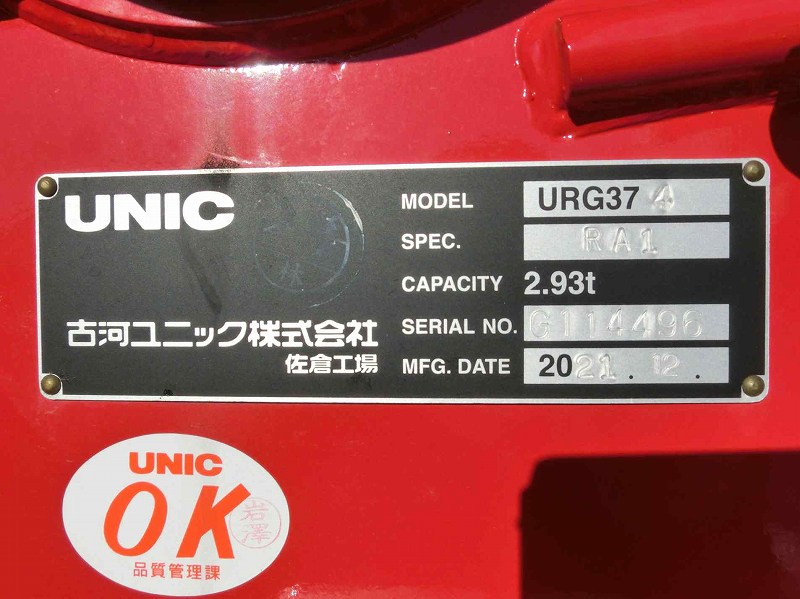 UNIC
MODEL URG37 4
SPEC. RA1
CAPACITY 2.93t
古河ユニック株式会社
SERIAL NO. G114496
佐倉工場
MFG. DATE 2021 . 12 .
UNIC
OK
岩澤
品質管理課